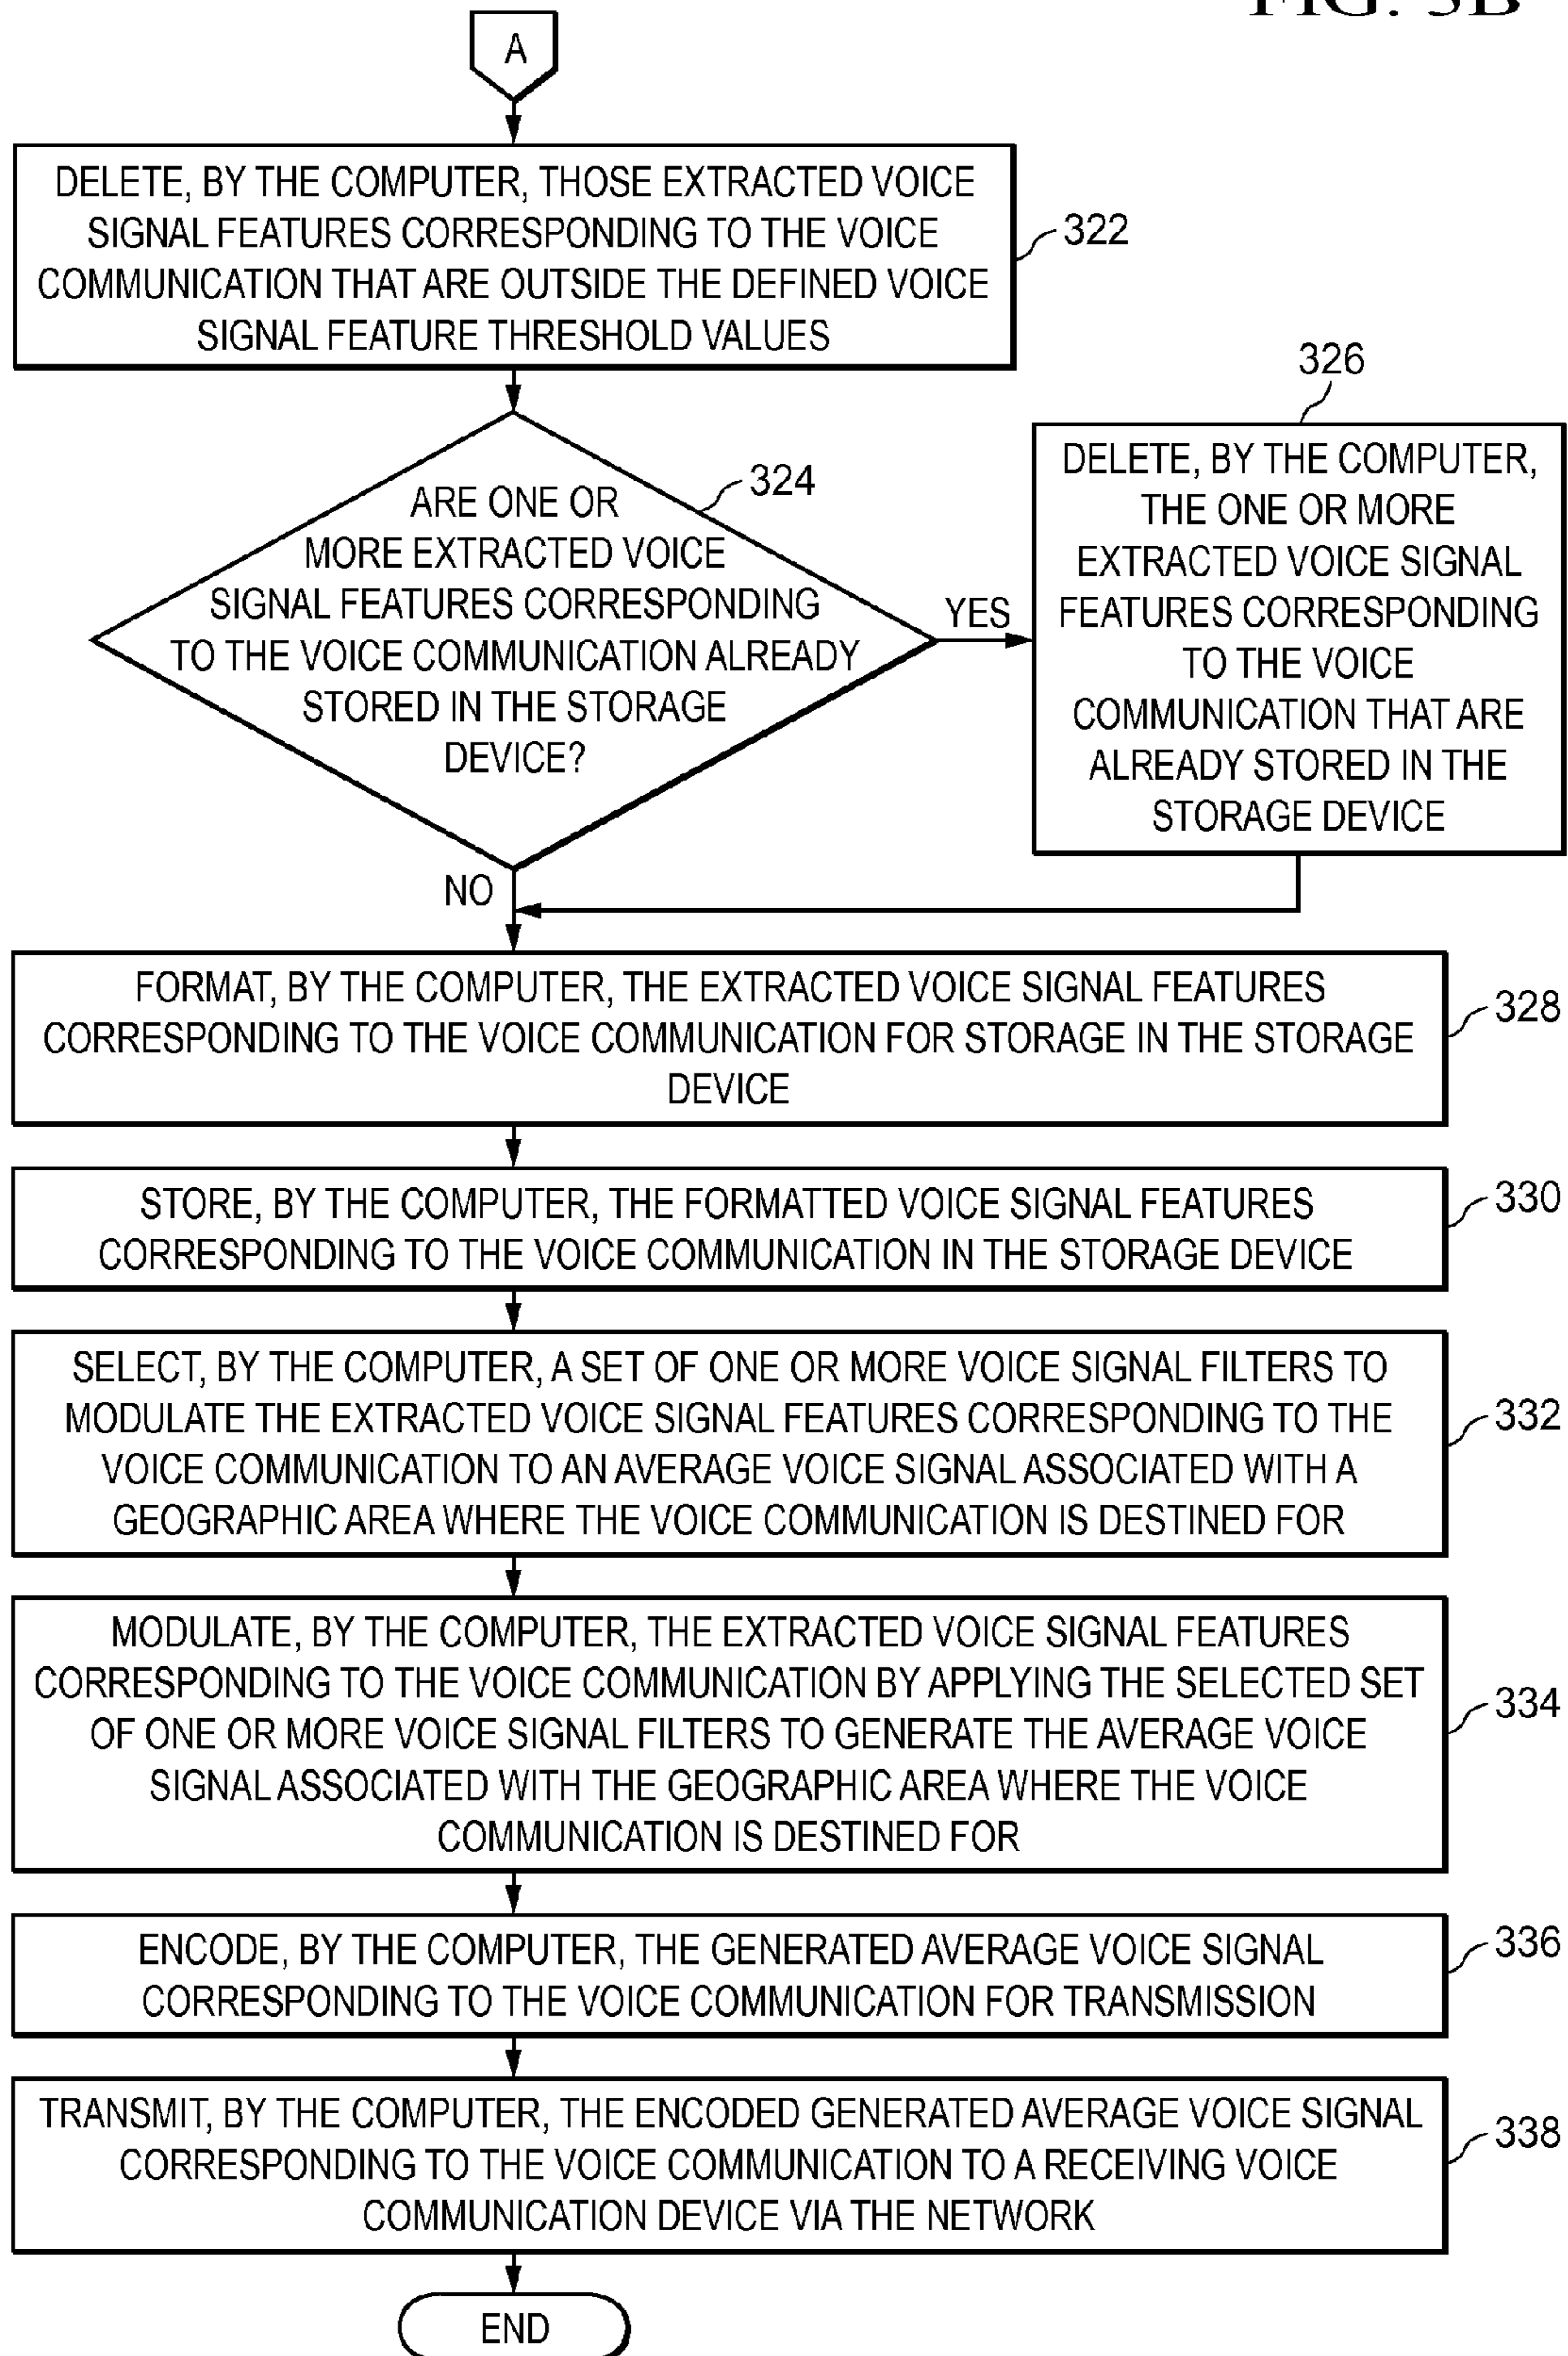 FIG. 3B
A
DELETE, BY THE COMPUTER, THOSE EXTRACTED VOICE
SIGNAL FEATURES CORRESPONDING TO THE VOICE
COMMUNICATION THAT ARE OUTSIDE THE DEFINED VOICE
SIGNAL FEATURE THRESHOLD VALUES
322
ARE ONE OR
MORE EXTRACTED VOICE
SIGNAL FEATURES CORRESPONDING
TO THE VOICE COMMUNICATION ALREADY
STORED IN THE STORAGE
DEVICE?
324
YES
326
DELETE, BY THE COMPUTER,
THE ONE OR MORE
EXTRACTED VOICE SIGNAL
FEATURES CORRESPONDING
TO THE VOICE
COMMUNICATION THAT ARE
ALREADY STORED IN THE
STORAGE DEVICE
NO
FORMAT, BY THE COMPUTER, THE EXTRACTED VOICE SIGNAL FEATURES
CORRESPONDING TO THE VOICE COMMUNICATION FOR STORAGE IN THE STORAGE
DEVICE
328
STORE, BY THE COMPUTER, THE FORMATTED VOICE SIGNAL FEATURES
CORRESPONDING TO THE VOICE COMMUNICATION IN THE STORAGE DEVICE
330
SELECT, BY THE COMPUTER, A SET OF ONE OR MORE VOICE SIGNAL FILTERS TO
MODULATE THE EXTRACTED VOICE SIGNAL FEATURES CORRESPONDING TO THE
VOICE COMMUNICATION TO AN AVERAGE VOICE SIGNAL ASSOCIATED WITH A
GEOGRAPHIC AREA WHERE THE VOICE COMMUNICATION IS DESTINED FOR
332
MODULATE, BY THE COMPUTER, THE EXTRACTED VOICE SIGNAL FEATURES
CORRESPONDING TO THE VOICE COMMUNICATION BY APPLYING THE SELECTED SET
OF ONE OR MORE VOICE SIGNAL FILTERS TO GENERATE THE AVERAGE VOICE
SIGNAL ASSOCIATED WITH THE GEOGRAPHIC AREA WHERE THE VOICE
COMMUNICATION IS DESTINED FOR
334
ENCODE, BY THE COMPUTER, THE GENERATED AVERAGE VOICE SIGNAL
CORRESPONDING TO THE VOICE COMMUNICATION FOR TRANSMISSION
336
TRANSMIT, BY THE COMPUTER, THE ENCODED GENERATED AVERAGE VOICE SIGNAL
CORRESPONDING TO THE VOICE COMMUNICATION TO A RECEIVING VOICE
COMMUNICATION DEVICE VIA THE NETWORK
338
END